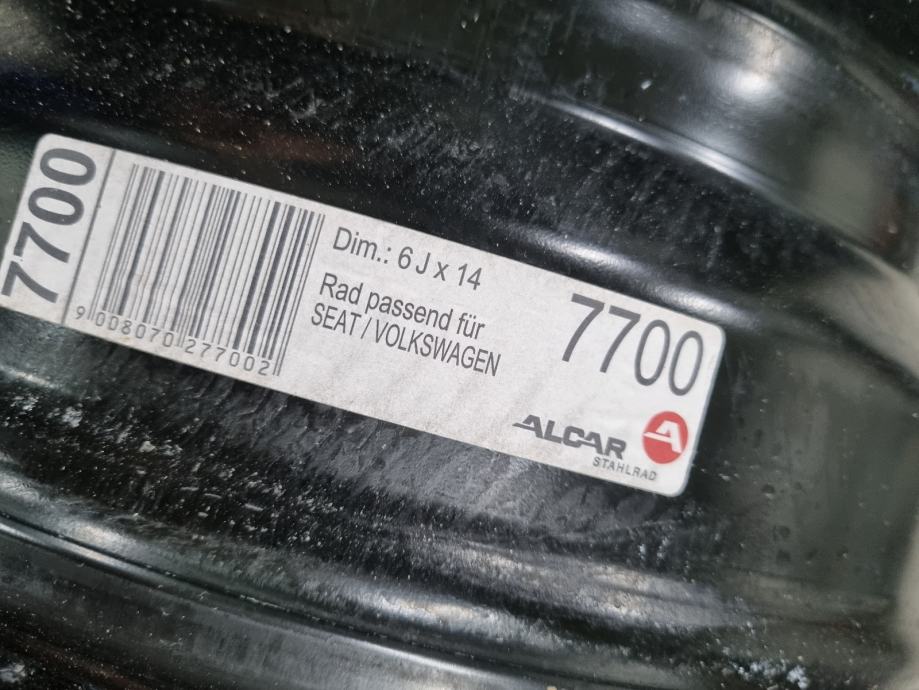 7700
9 008070 277002
Dim.: 6 J x 14
Rad passend für
SEAT / VOLKSWAGEN
7700
ALCAR
STAHLRAD